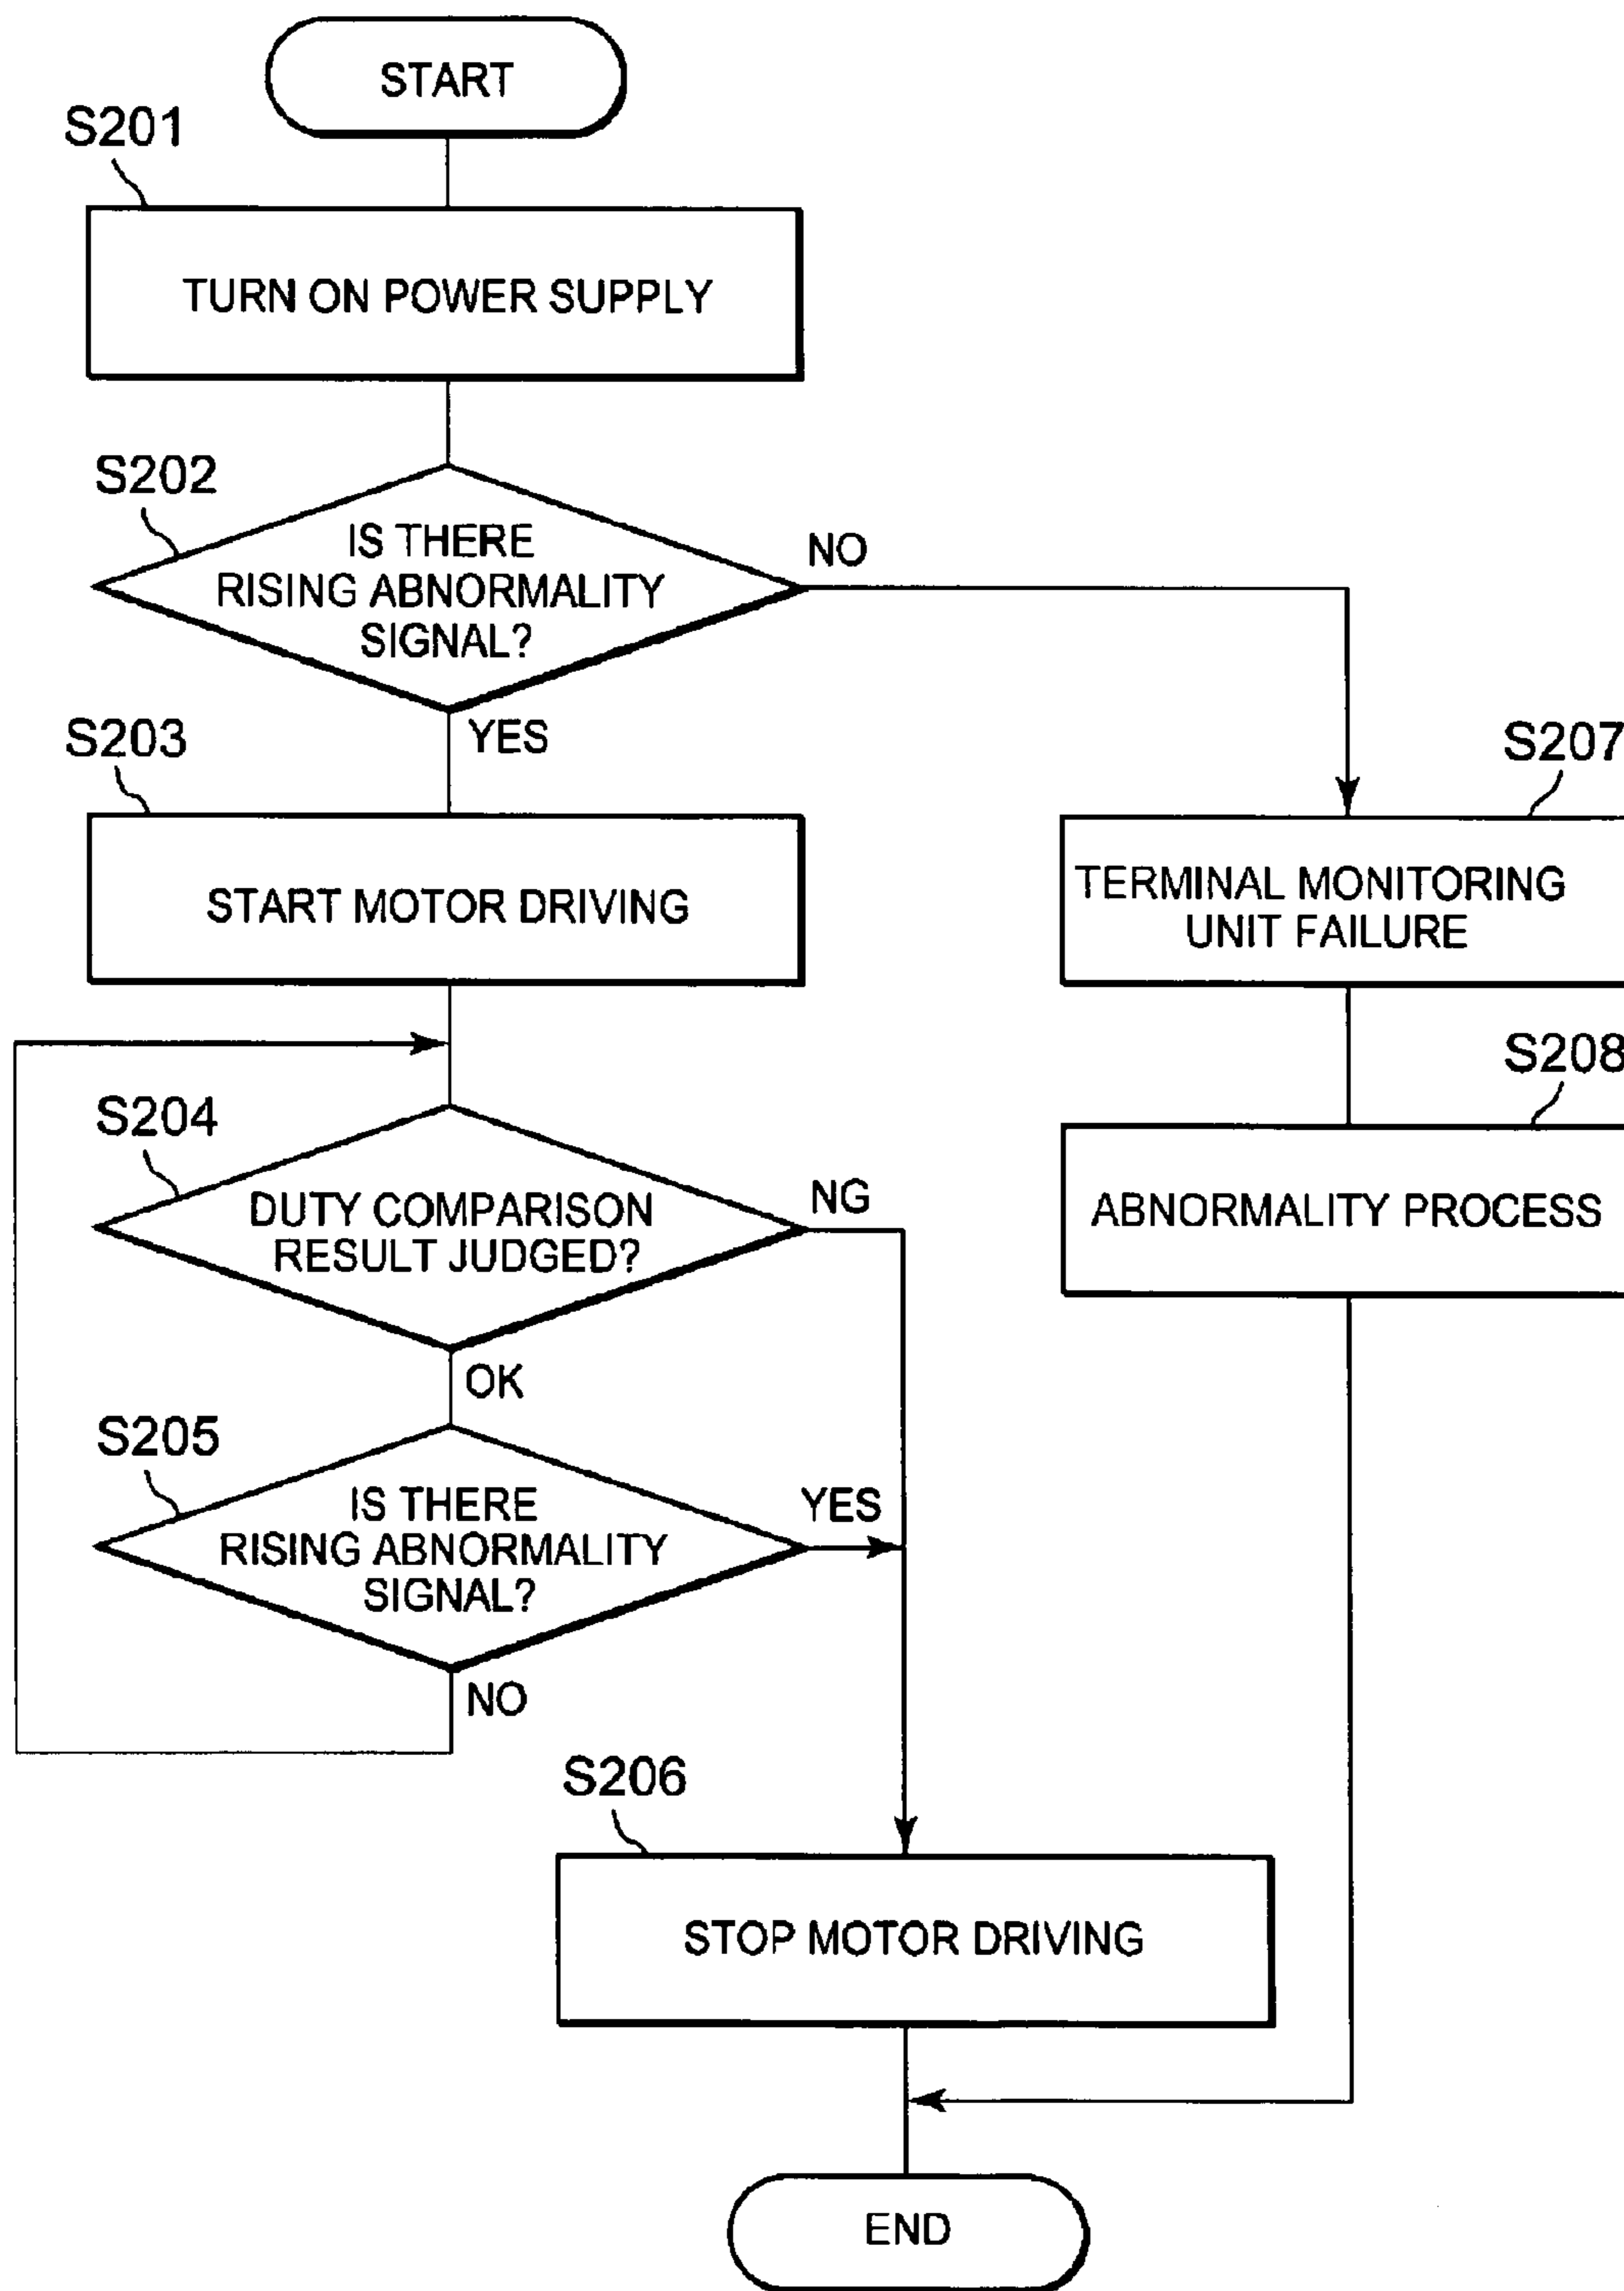 START
S201
TURN ON POWER SUPPLY
S202
IS THERE
RISING ABNORMALITY
SIGNAL?
NO
YES
S203
START MOTOR DRIVING
S207
TERMINAL MONITORING
UNIT FAILURE
S208
ABNORMALITY PROCESS
S204
DUTY COMPARISON
RESULT JUDGED?
NG
OK
S205
IS THERE
RISING ABNORMALITY
SIGNAL?
YES
NO
S206
STOP MOTOR DRIVING
END